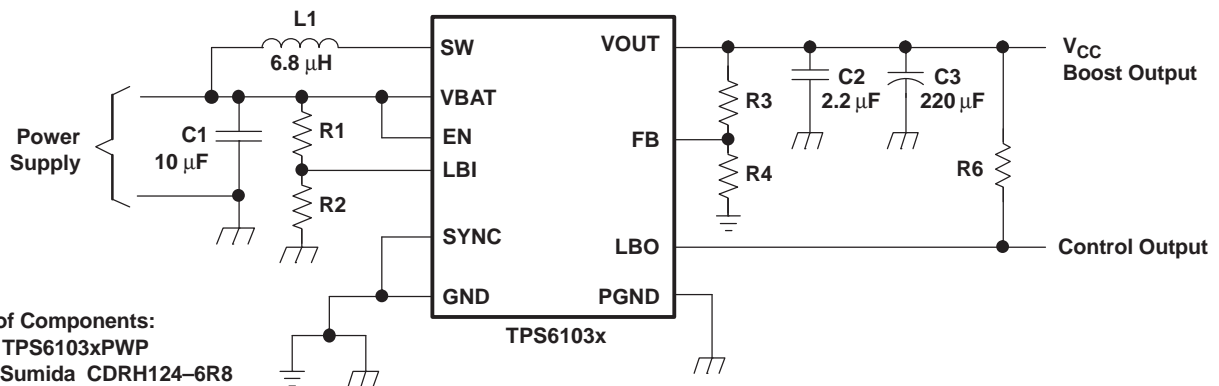 L1
6.8 μH
SW
VOUT
VCC
Boost Output
VBAT
R1
EN
C1
10 μF
LBI
R2
Power
Supply
R3
C2
2.2 μF
C3
220 μF
FB
R4
R6
SYNC
LBO
Control Output
GND
PGND
TPS6103x
of Components:
TPS6103xPWP
Sumida CDRH124–6R8